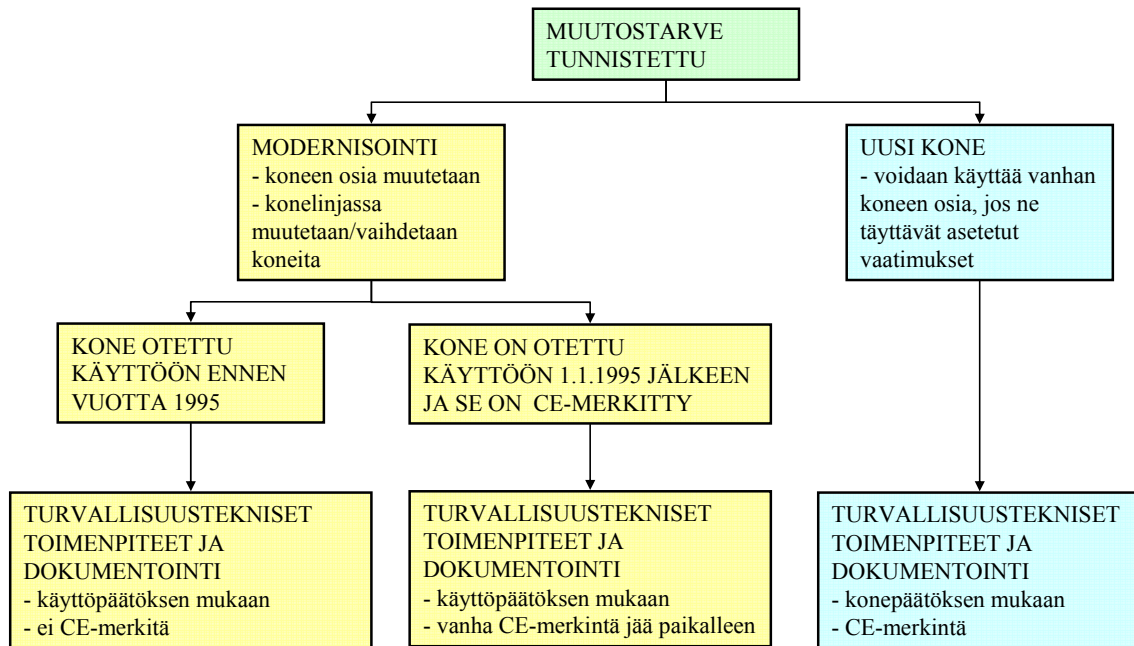 MUUTOSTARVE
TUNNISTETTU
MODERNISOINTI
- koneen osia muutetaan
- konelinjassa
muutetaan/vaihdetaan
koneita
UUSI KONE
- voidaan käyttää vanhan
koneen osia, jos ne
täyttävät asetetut
vaatimukset
KONE OTETTU
KÄYTTÖÖN ENNEN
VUOTTA 1995
KONE ON OTETTU
KÄYTTÖÖN 1.1.1995 JÄLKEEN
JA SE ON CE-MERKITTY
TURVALLISUUSTEKNISET
TOIMENPITEET JA
DOKUMENTOINTI
- käyttöpäätöksen mukaan
- ei CE-merkitä
TURVALLISUUSTEKNISET
TOIMENPITEET JA
DOKUMENTOINTI
- käyttöpäätöksen mukaan
- vanha CE-merkintä jää paikalleen
TURVALLISUUSTEKNISET
TOIMENPITEET JA
DOKUMENTOINTI
- konepäätöksen mukaan
- CE-merkintä